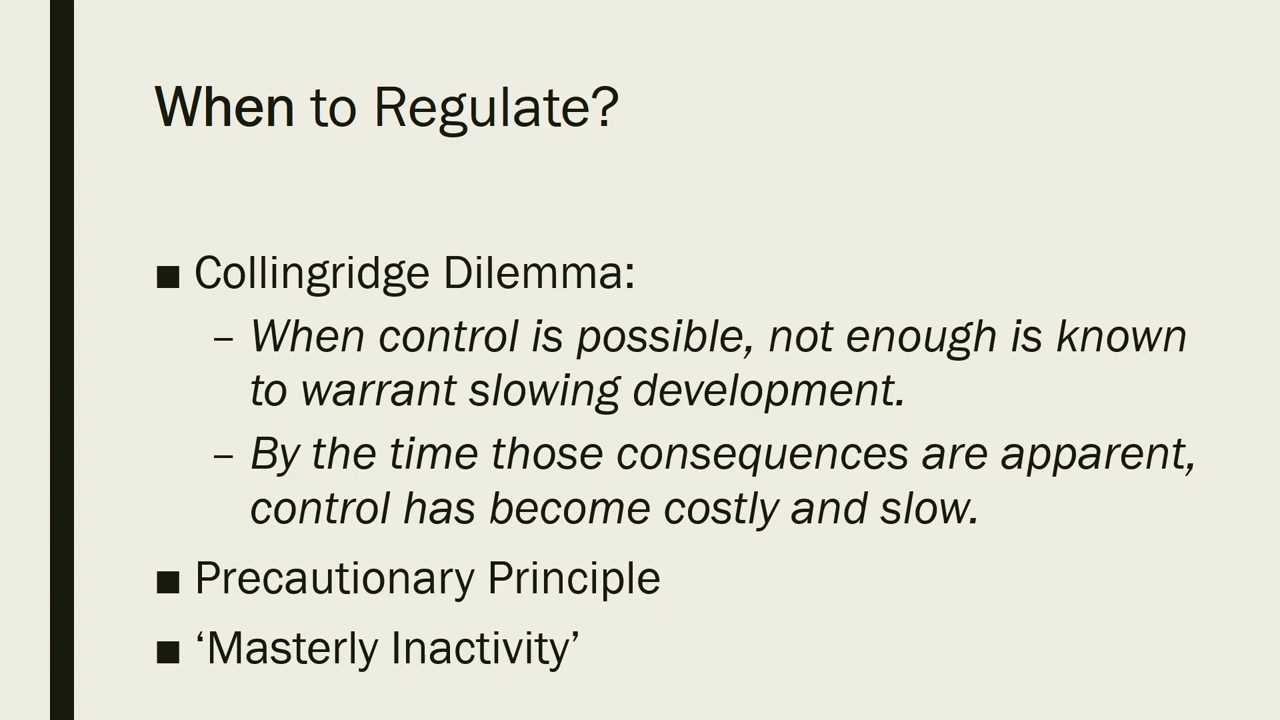 When to Regulate?
■ Collingridge Dilemma:
– When control is possible, not enough is known
to warrant slowing development.
– By the time those consequences are apparent,
control has become costly and slow.
■ Precautionary Principle
■ ‘Masterly Inactivity’